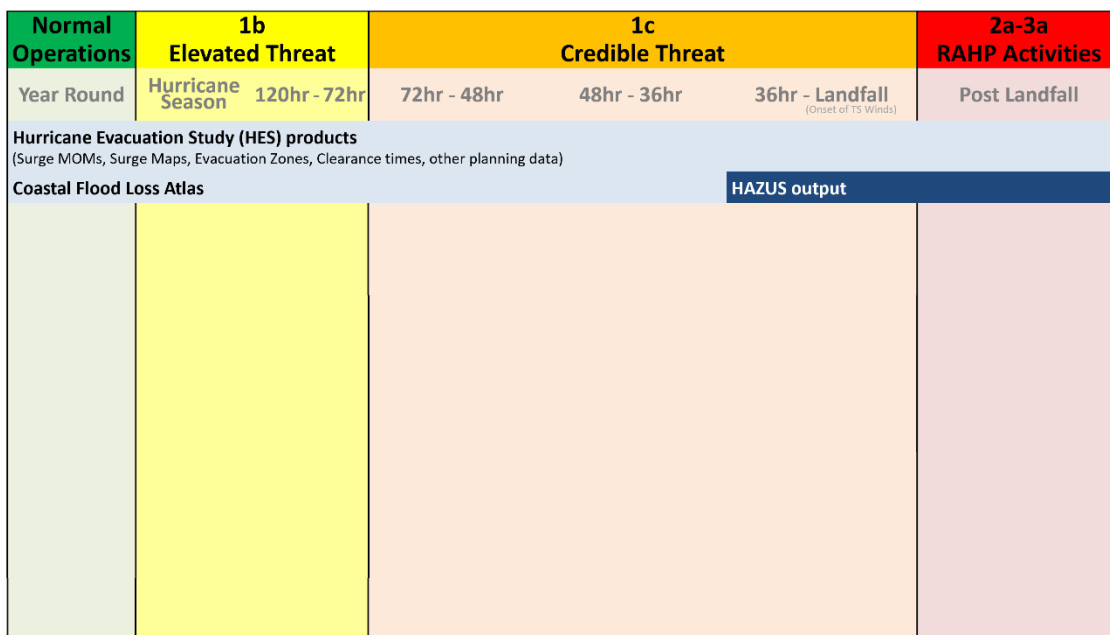 Normal Operations
1b
Elevated Threat
1c
Credible Threat
2a-3a
RAHP Activities
Year Round
Hurricane Season
120hr - 72hr
72hr - 48hr
48hr - 36hr
36hr - Landfall
(Onset of TS Winds)
Post Landfall
Hurricane Evacuation Study (HES) products
(Surge MOMs, Surge Maps, Evacuation Zones, Clearance times, other planning data)
Coastal Flood Loss Atlas
HAZUS output